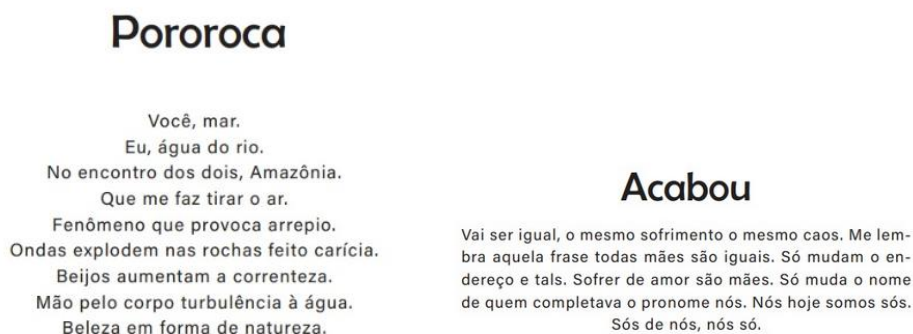 Pororoca
Você, mar.
Eu, água do rio.
No encontro dos dois, Amazônia.
Que me faz tirar o ar.
Fenômeno que provoca arrepio.
Ondas explodem nas rochas feito carícia.
Beijos aumentam a correnteza.
Mão pelo corpo turbulência à água.
Beleza em forma de natureza.
Acabou
Vai ser igual, o mesmo sofrimento o mesmo caos. Me lem-
bra aquela frase todas mães são iguais. Só mudam o en-
dereço e tals. Sofrer de amor são mães. Só muda o nome
de quem completava o pronome nós. Nós hoje somos sós.
Sós de nós, nós só.